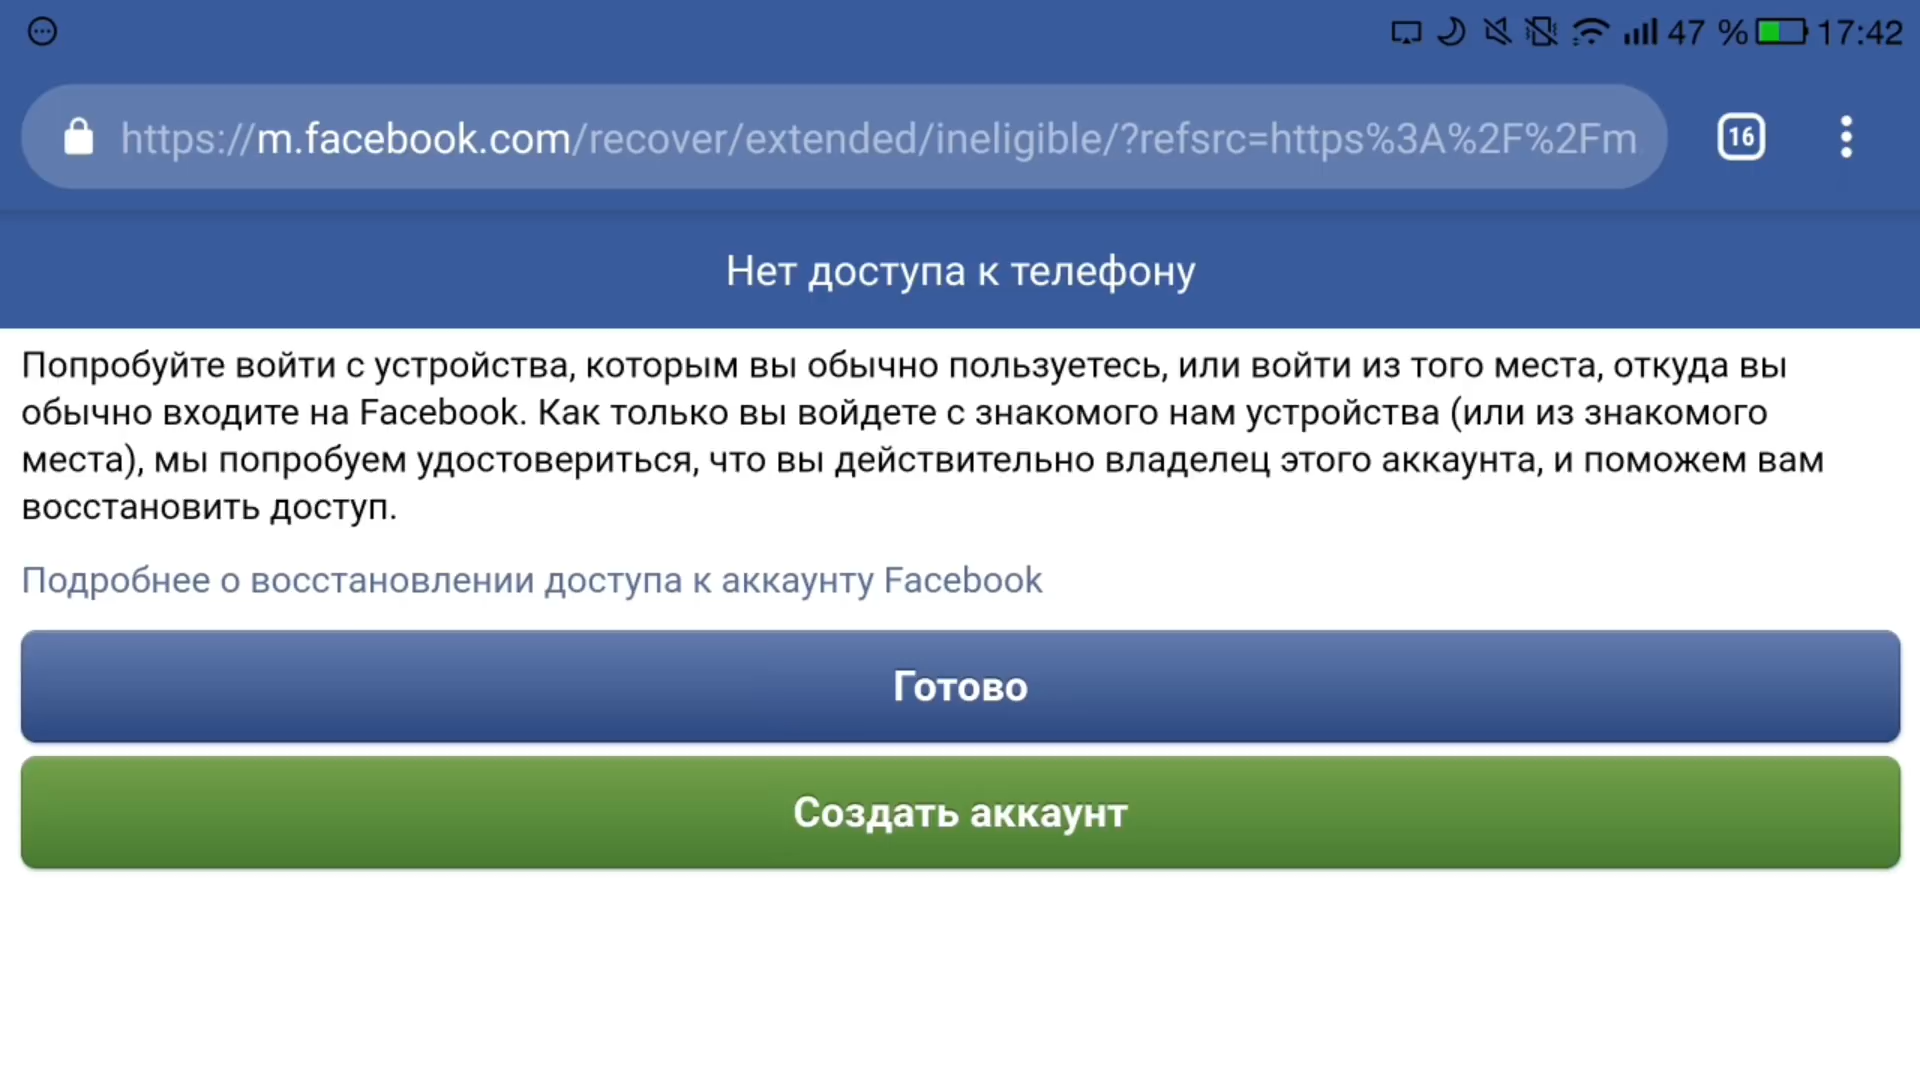 47 % 17:42
https://m.facebook.com/recover/extended/ineligible/?refsrc=https%3A%2F%2Fm
16
Нет доступа к телефону
Попробуйте войти с устройства, которым вы обычно пользуетесь, или войти из того места, откуда вы
обычно входите на Facebook. Как только вы войдете с знакомого нам устройства (или из знакомого
места), мы попробуем удостовериться, что вы действительно владелец этого аккаунта, и поможем вам
восстановить доступ.
Подробнее о восстановлении доступа к аккаунту Facebook
Готово
Создать аккаунт